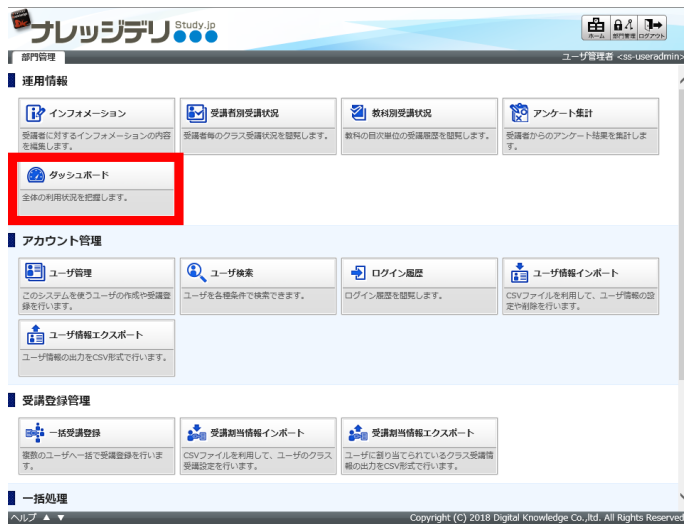 ナレッジデリ Study.jp
ホーム 部門管理 ログアウト
部門管理 ユーザ管理者 <ss-useradmin>
運用情報
インフォメーション 受講者別受講状況 教科別受講状況 アンケート集計
受講者に対するインフォメーションの内容 受講者毎のクラス受講状況を閲覧します。 教科の目次単位の受講履歴を閲覧します。 受講者からのアンケート結果を集計しま
を編集します。 す。
ダッシュボード
全体の利用状況を把握します。
アカウント管理
ユーザ管理 ユーザ検索 ログイン履歴 ユーザ情報インポート
このシステムを使うユーザの作成や受講登 ユーザを各種条件で検索できます。 ログイン履歴を閲覧します。 CSVファイルを利用して、ユーザ情報の設
録を行います。 定や削除を行います。
ユーザ情報エクスポート
ユーザ情報の出力をCSV形式で行います。
受講登録管理
一括受講登録 受講割当情報インポート 受講割当情報エクスポート
複数のユーザへ一括で受講登録を行いま CSVファイルを利用して、ユーザのクラス ユーザに割り当てられているクラス受講情
す。 受講設定を行います。 報の出力をCSV形式で行います。
一括処理
ヘルプ ▲ ▼ Copyright (C) 2018 Digital Knowledge Co.,ltd. All Rights Reserved